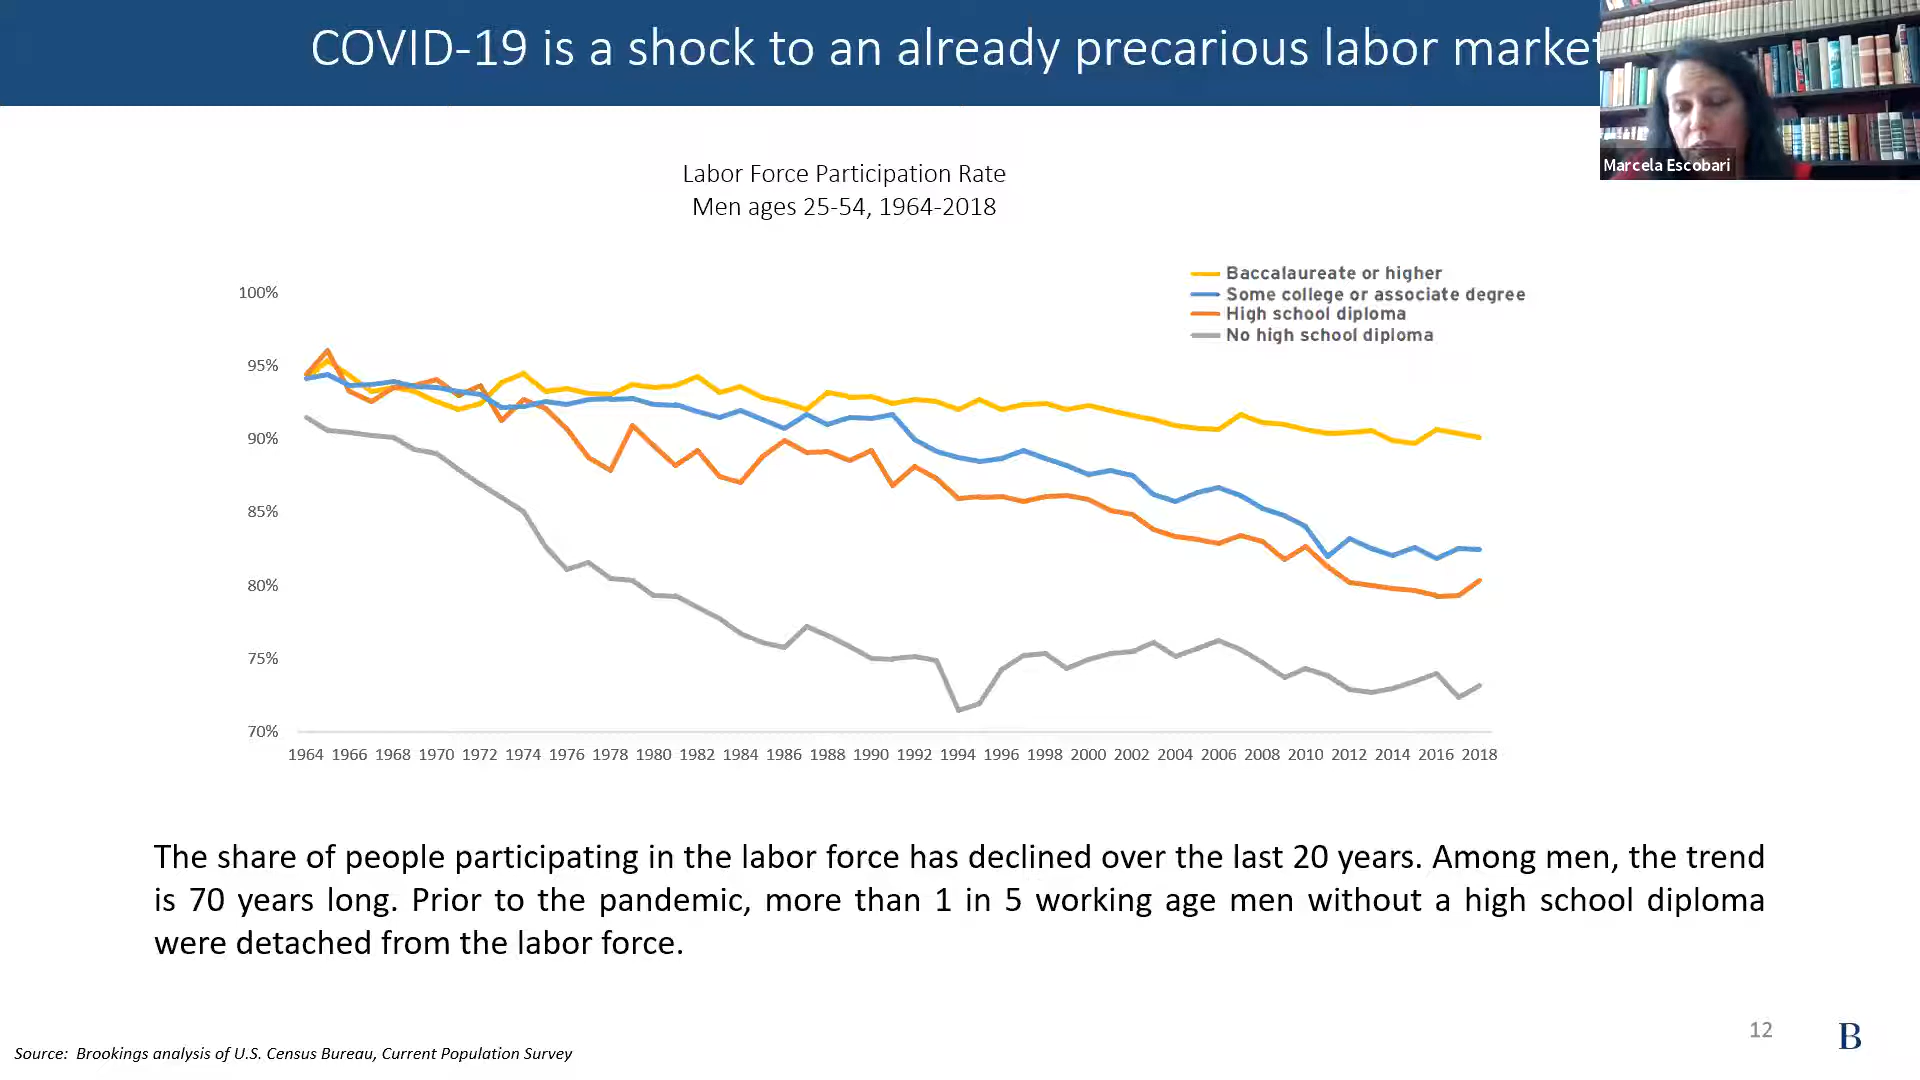 COVID-19 is a shock to an already precarious labor market
Marcela Escobari
Labor Force Participation Rate
Men ages 25-54, 1964-2018
Baccalaureate or higher
Some college or associate degree
High school diploma
No high school diploma
100%
95%
90%
85%
80%
75%
70%
1964 1966 1968 1970 1972 1974 1976 1978 1980 1982 1984 1986 1988 1990 1992 1994 1996 1998 2000 2002 2004 2006 2008 2010 2012 2014 2016 2018
The share of people participating in the labor force has declined over the last 20 years. Among men, the trend
is 70 years long. Prior to the pandemic, more than 1 in 5 working age men without a high school diploma
were detached from the labor force.
12
B
Source: Brookings analysis of U.S. Census Bureau, Current Population Survey